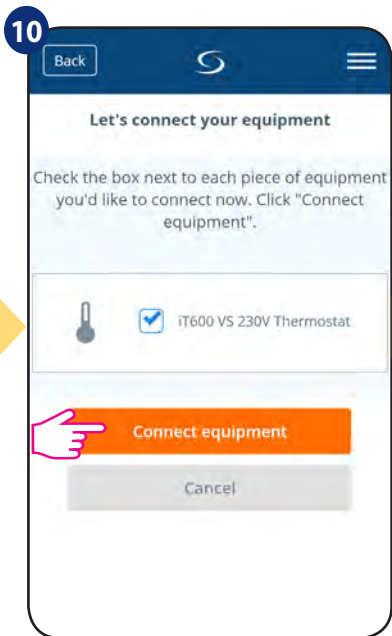 10
Back
Let's connect your equipment
Check the box next to each piece of equipment
you'd like to connect now. Click "Connect
equipment".
iT600 VS 230V Thermostat
Connect equipment
Cancel